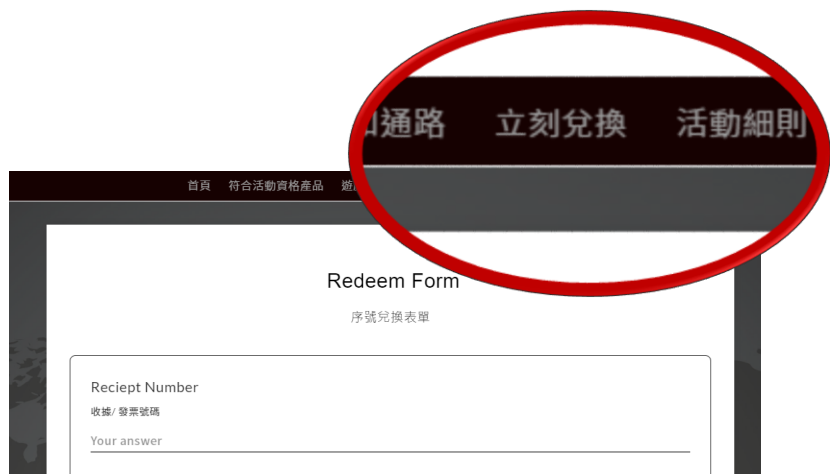 通路 立刻兌換 活動細則
首頁 符合活動資格產品
Redeem Form
序號兌換表單
Reciept Number
收據/ 發票號碼
Your answer